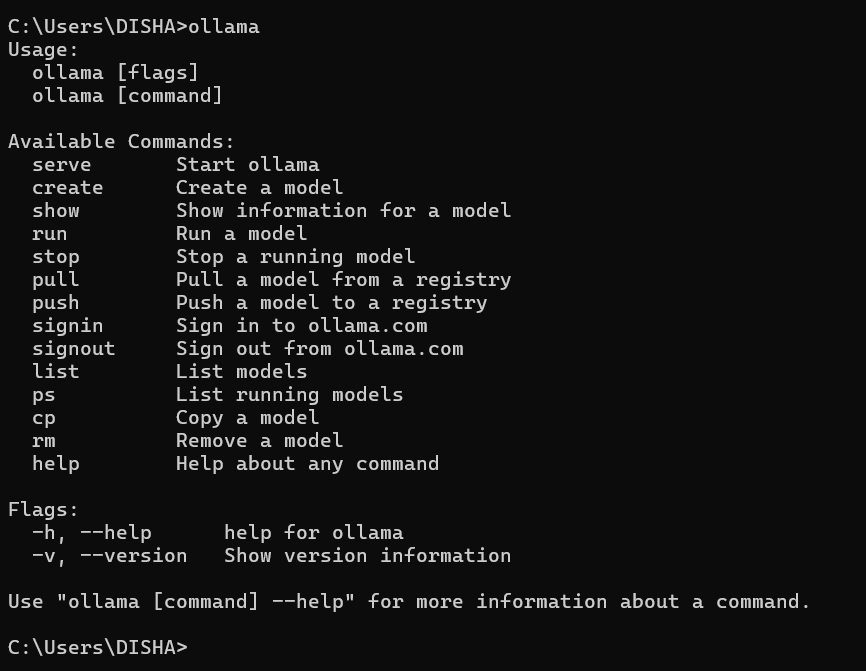 C:\Users\DISHA>ollama
Usage:
  ollama [flags]
  ollama [command]

Available Commands:
  serve       Start ollama
  create      Create a model
  show        Show information for a model
  run         Run a model
  stop        Stop a running model
  pull        Pull a model from a registry
  push        Push a model to a registry
  signin      Sign in to ollama.com
  signout     Sign out from ollama.com
  list        List models
  ps          List running models
  cp          Copy a model
  rm          Remove a model
  help        Help about any command

Flags:
  -h, --help      help for ollama
  -v, --version   Show version information

Use "ollama [command] --help" for more information about a command.

C:\Users\DISHA>